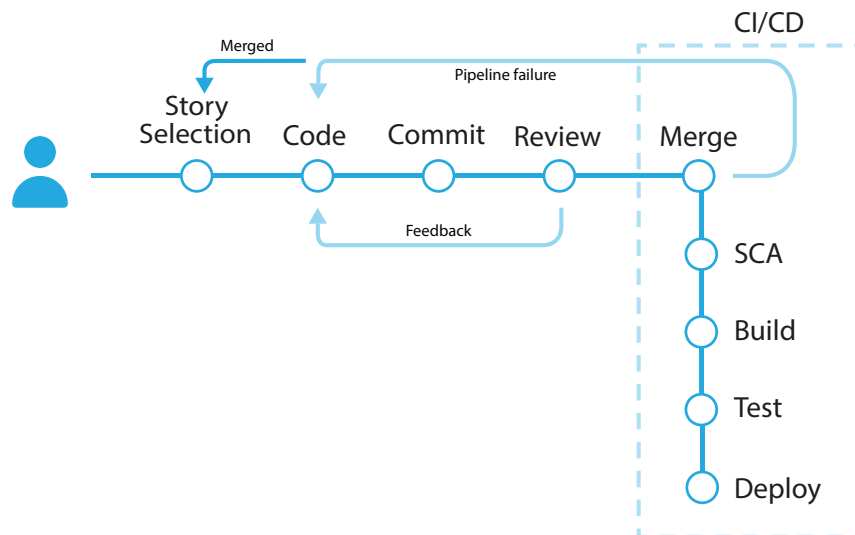 CI/CD
Merged
Pipeline failure
Story
Selection
Code
Commit
Review
Merge
Feedback
SCA
Build
Test
Deploy